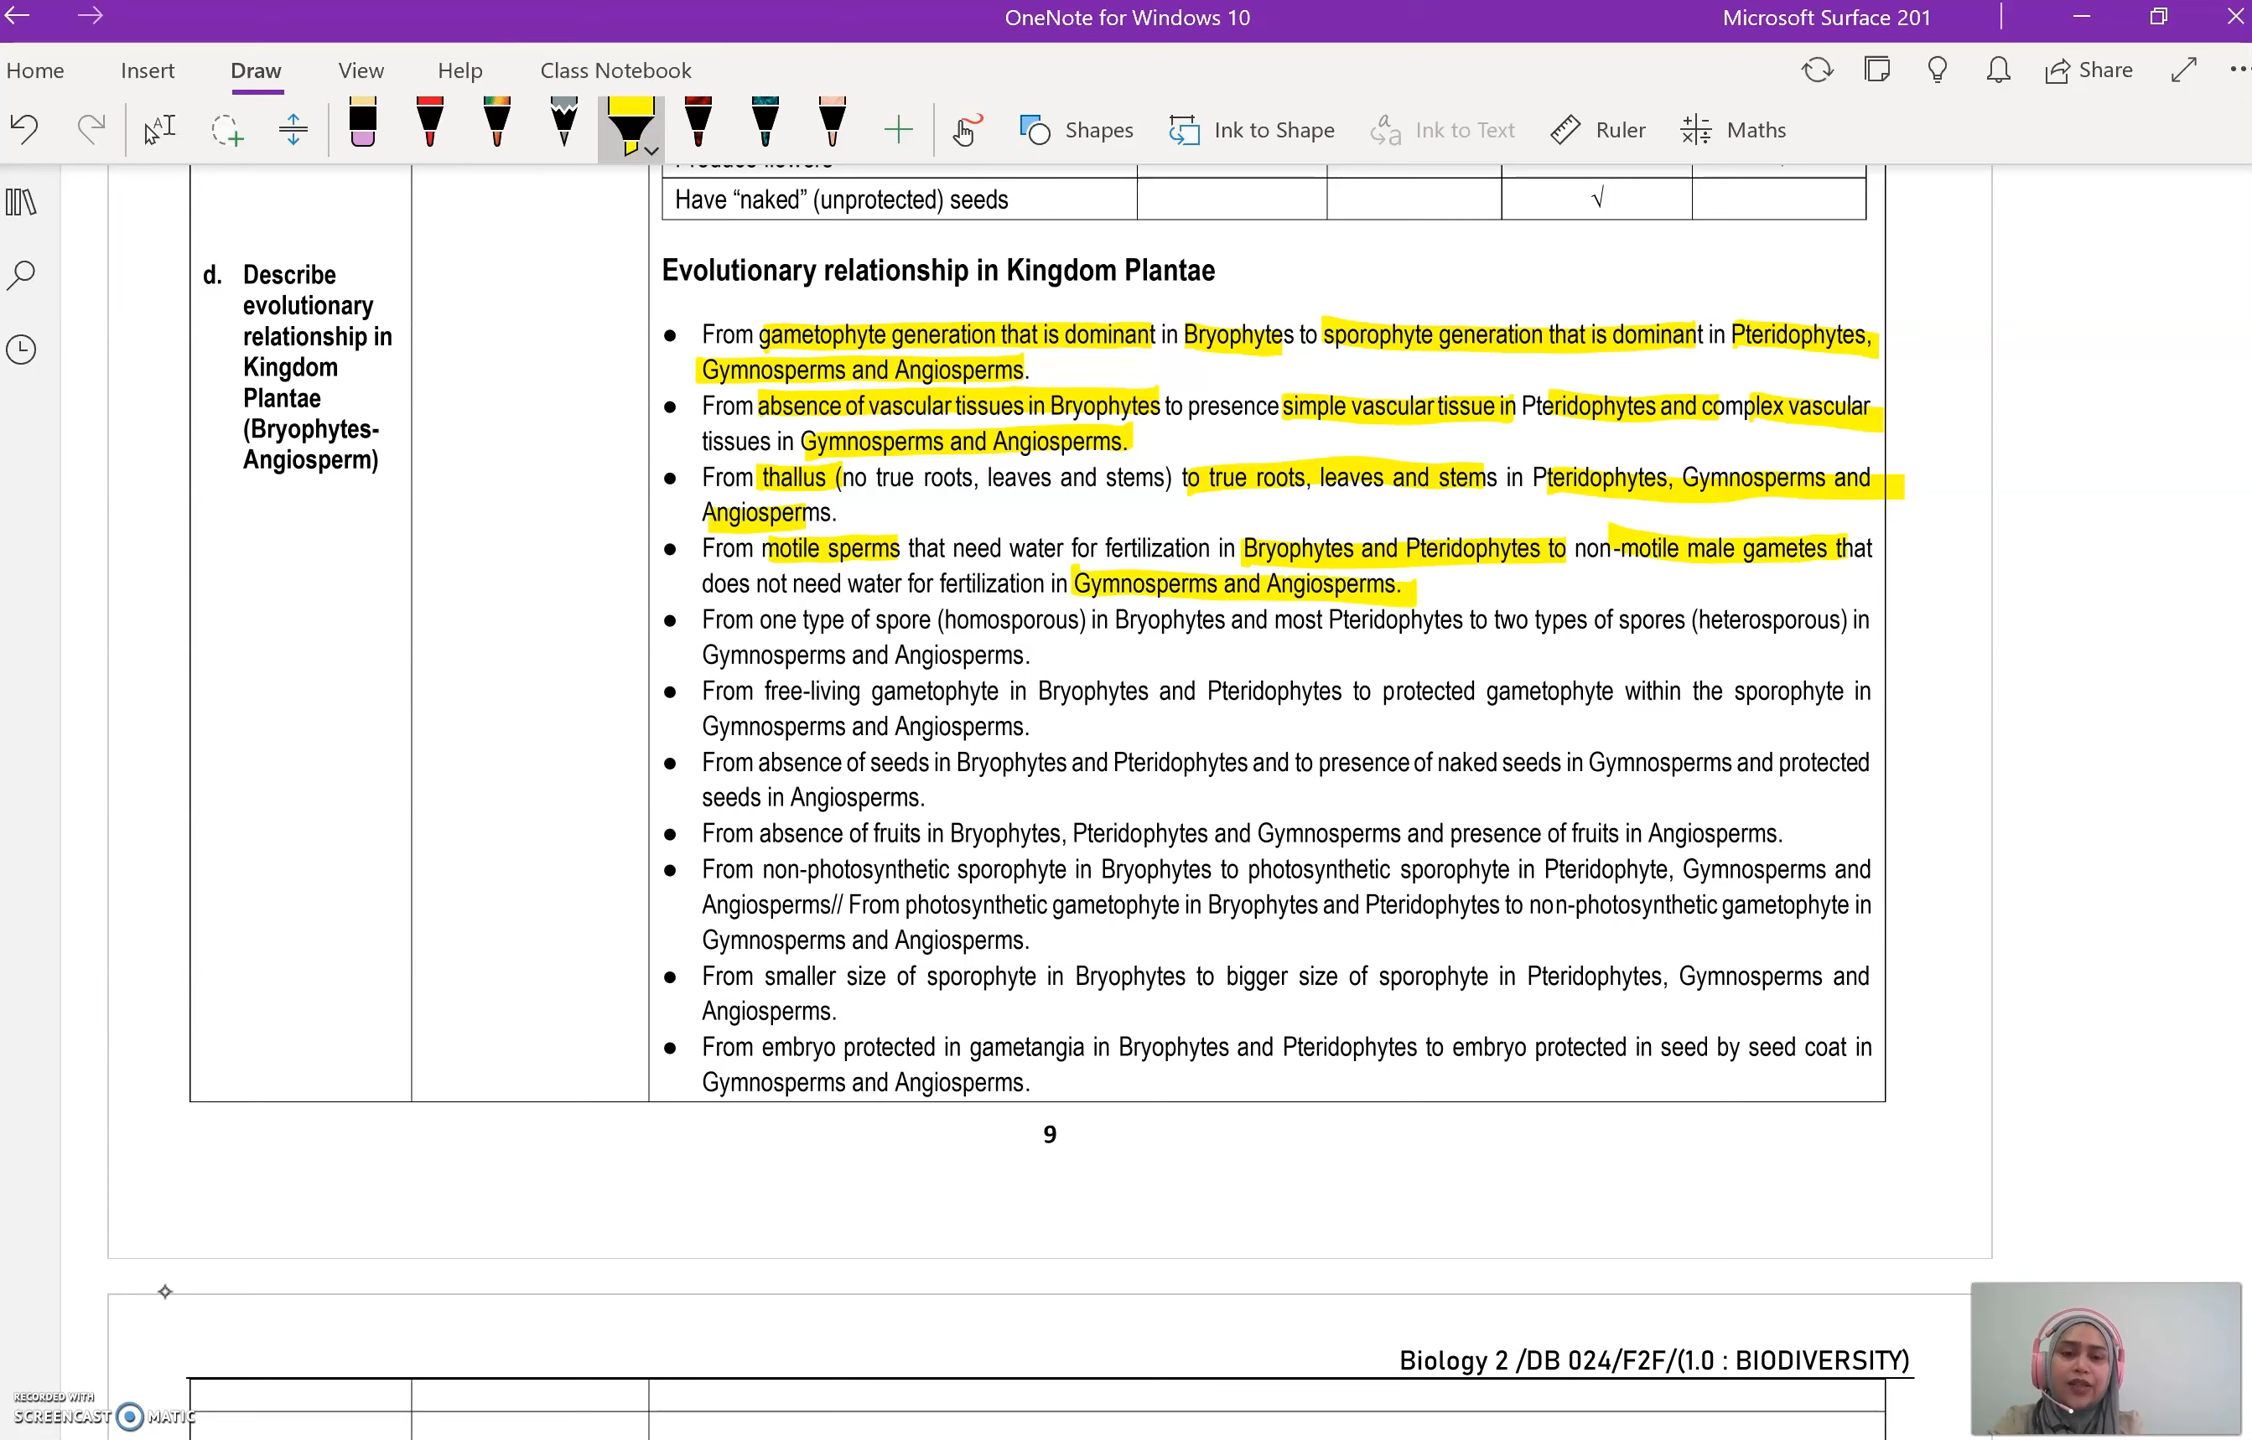 OneNote for Windows 10
Microsoft Surface 201
Home Insert Draw View Help Class Notebook
Share
Shapes Ink to Shape Ink to Text Ruler Maths
Have “naked” (unprotected) seeds √
d. Describe
evolutionary
relationship in
Kingdom
Plantae
(Bryophytes-
Angiosperm)
Evolutionary relationship in Kingdom Plantae
● From gametophyte generation that is dominant in Bryophytes to sporophyte generation that is dominant in Pteridophytes,
Gymnosperms and Angiosperms.
● From absence of vascular tissues in Bryophytes to presence simple vascular tissue in Pteridophytes and complex vascular
tissues in Gymnosperms and Angiosperms.
● From thallus (no true roots, leaves and stems) to true roots, leaves and stems in Pteridophytes, Gymnosperms and
Angiosperms.
● From motile sperms that need water for fertilization in Bryophytes and Pteridophytes to non-motile male gametes that
does not need water for fertilization in Gymnosperms and Angiosperms.
● From one type of spore (homosporous) in Bryophytes and most Pteridophytes to two types of spores (heterosporous) in
Gymnosperms and Angiosperms.
● From free-living gametophyte in Bryophytes and Pteridophytes to protected gametophyte within the sporophyte in
Gymnosperms and Angiosperms.
● From absence of seeds in Bryophytes and Pteridophytes and to presence of naked seeds in Gymnosperms and protected
seeds in Angiosperms.
● From absence of fruits in Bryophytes, Pteridophytes and Gymnosperms and presence of fruits in Angiosperms.
● From non-photosynthetic sporophyte in Bryophytes to photosynthetic sporophyte in Pteridophyte, Gymnosperms and
Angiosperms// From photosynthetic gametophyte in Bryophytes and Pteridophytes to non-photosynthetic gametophyte in
Gymnosperms and Angiosperms.
● From smaller size of sporophyte in Bryophytes to bigger size of sporophyte in Pteridophytes, Gymnosperms and
Angiosperms.
● From embryo protected in gametangia in Bryophytes and Pteridophytes to embryo protected in seed by seed coat in
Gymnosperms and Angiosperms.
9
Biology 2 /DB 024/F2F/(1.0 : BIODIVERSITY)
RECORDED WITH
SCREENCAST MATIC